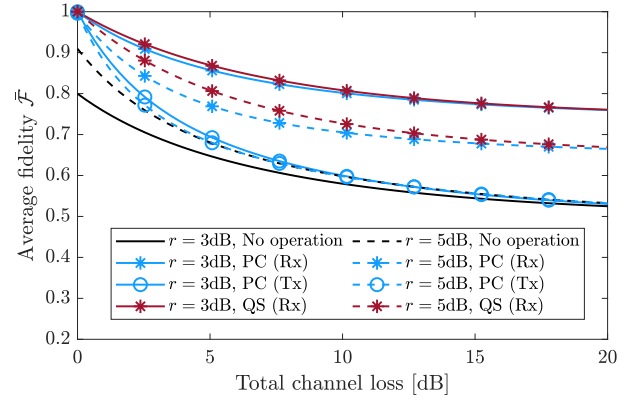 1
0.9
0.8
0.7
0.6
0.5
0.4
0.3
0.2
Average fidelity F̄
r = 3dB, No operation
r = 5dB, No operation
r = 3dB, PC (Rx)
r = 5dB, PC (Rx)
r = 3dB, PC (Tx)
r = 5dB, PC (Tx)
r = 3dB, QS (Rx)
r = 5dB, QS (Rx)
0 5 10 15 20
Total channel loss [dB]